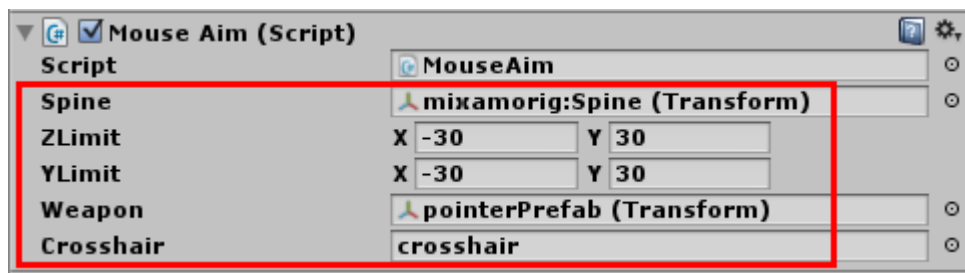 Mouse Aim (Script)
Script MouseAim
Spine mixamorig:Spine (Transform)
ZLimit X -30 Y 30
YLimit X -30 Y 30
Weapon pointerPrefab (Transform)
Crosshair crosshair